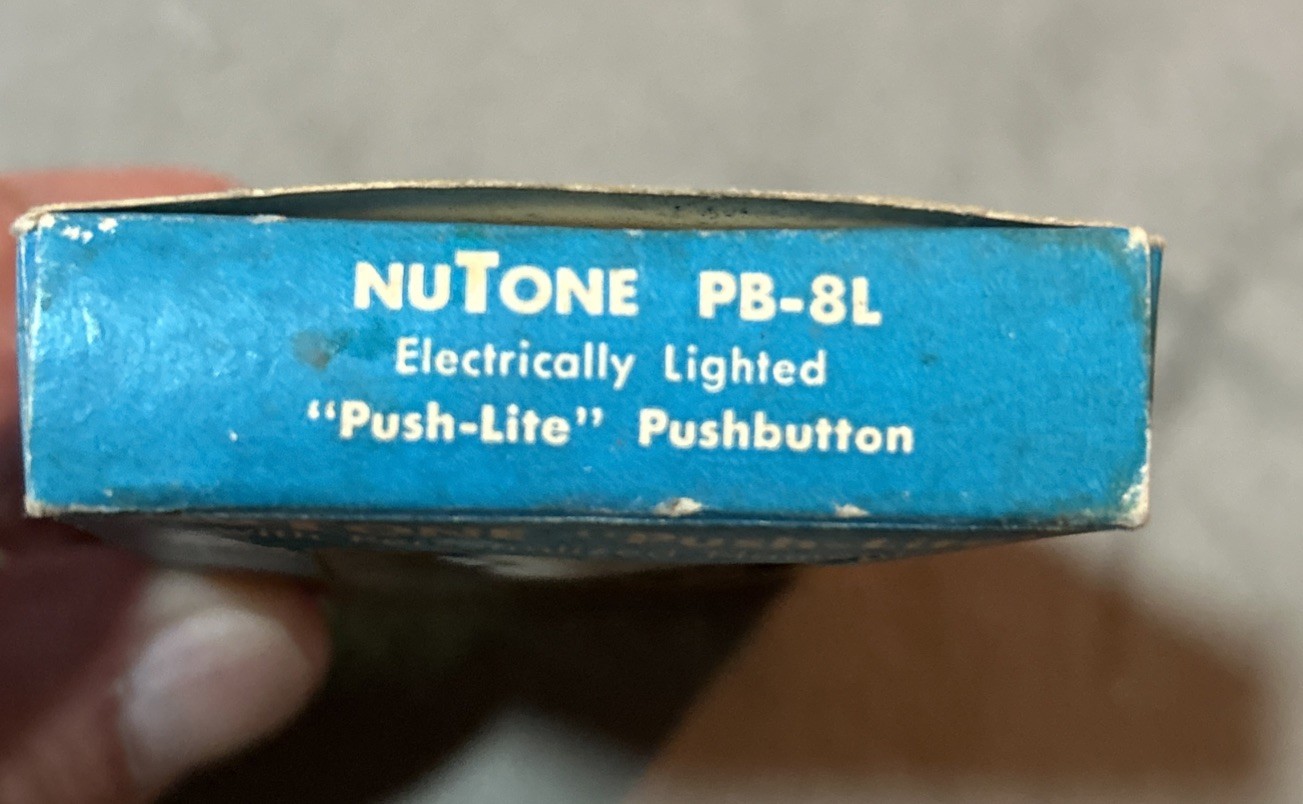 NUTONE PB-8L
Electrically Lighted
“Push-Lite” Pushbutton